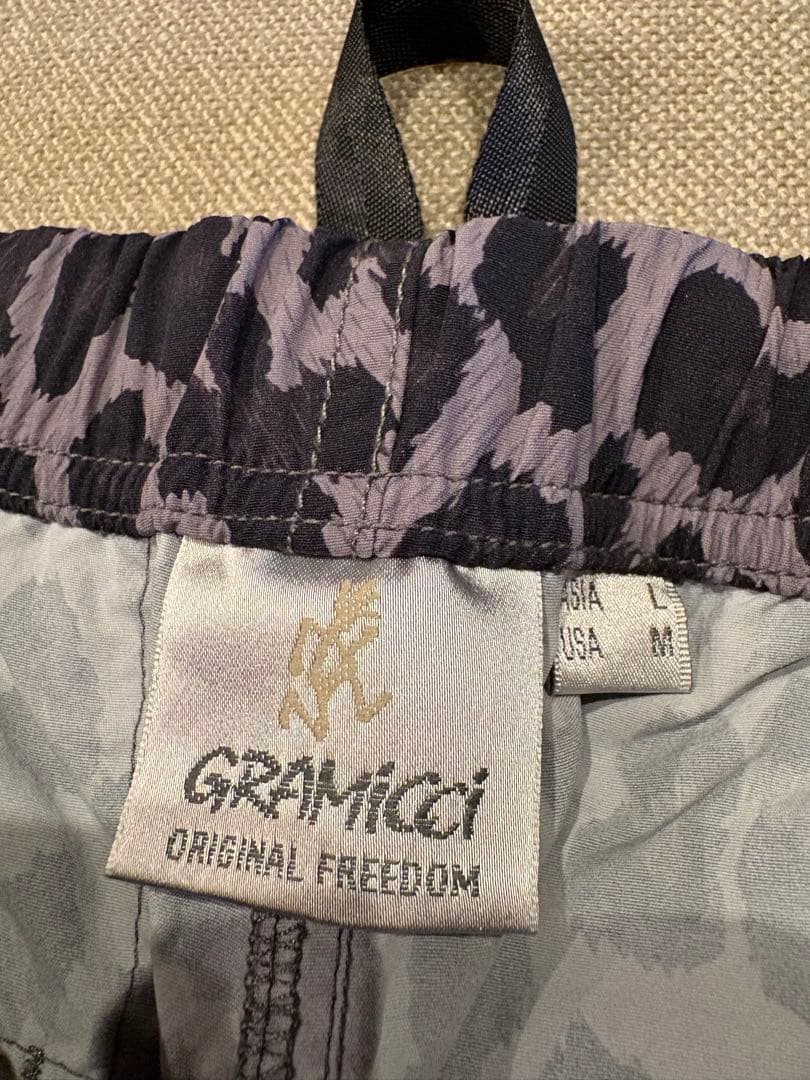 GRAMiCCi
ORIGINAL FREEDOM
ASIA L
USA M